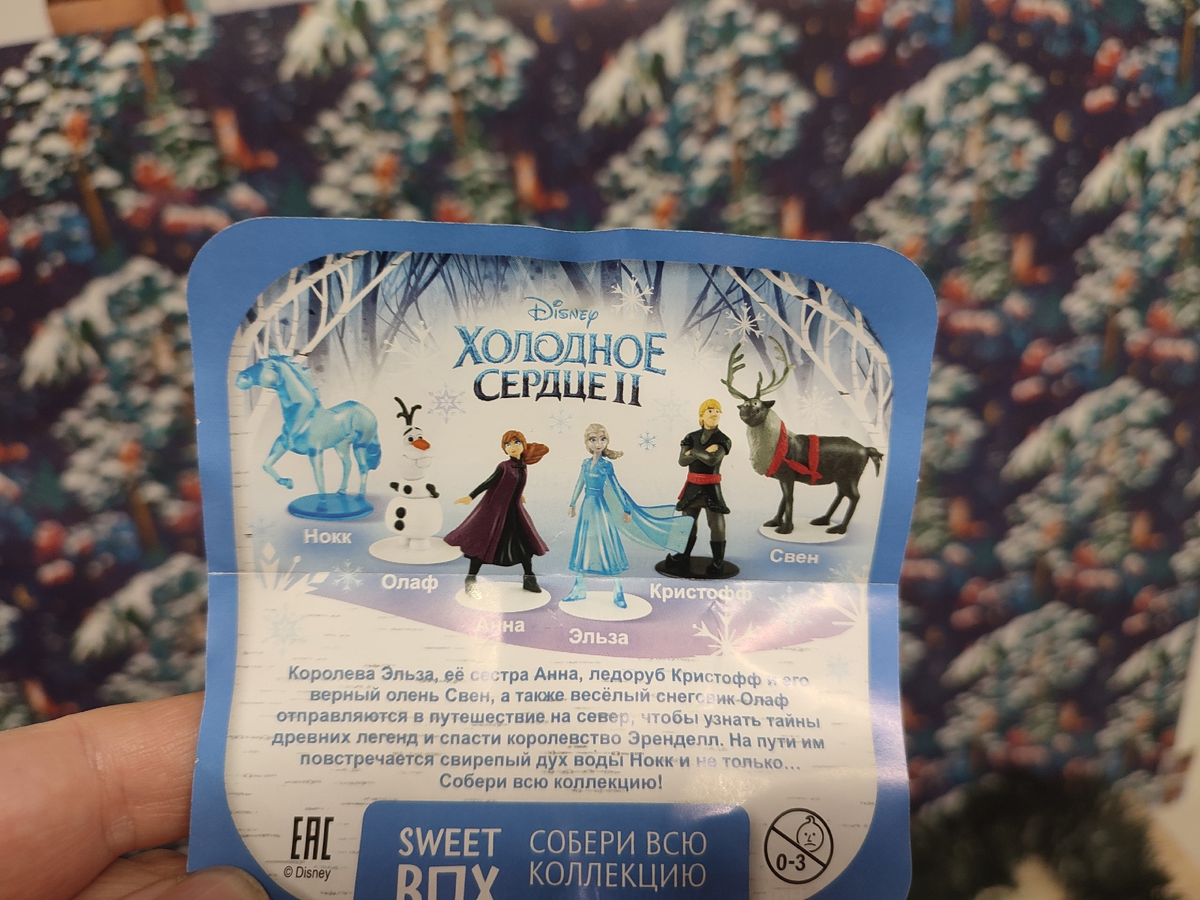 Disney
ХОЛОДНОЕ
СЕРДЦЕ II
Нокк
Олаф
Анна
Эльза
Кристофф
Свен
Королева Эльза, её сестра Анна, ледоруб Кристофф и его
верный олень Свен, а также весёлый снеговик Олаф
отправляются в путешествие на север, чтобы узнать тайны
древних легенд и спасти королевство Эренделл. На пути им
повстречается свирепый дух воды Нокк и не только...
Собери всю коллекцию!
EAC
© Disney
SWEET
BOX
СОБЕРИ ВСЮ
КОЛЛЕКЦИЮ
0-3